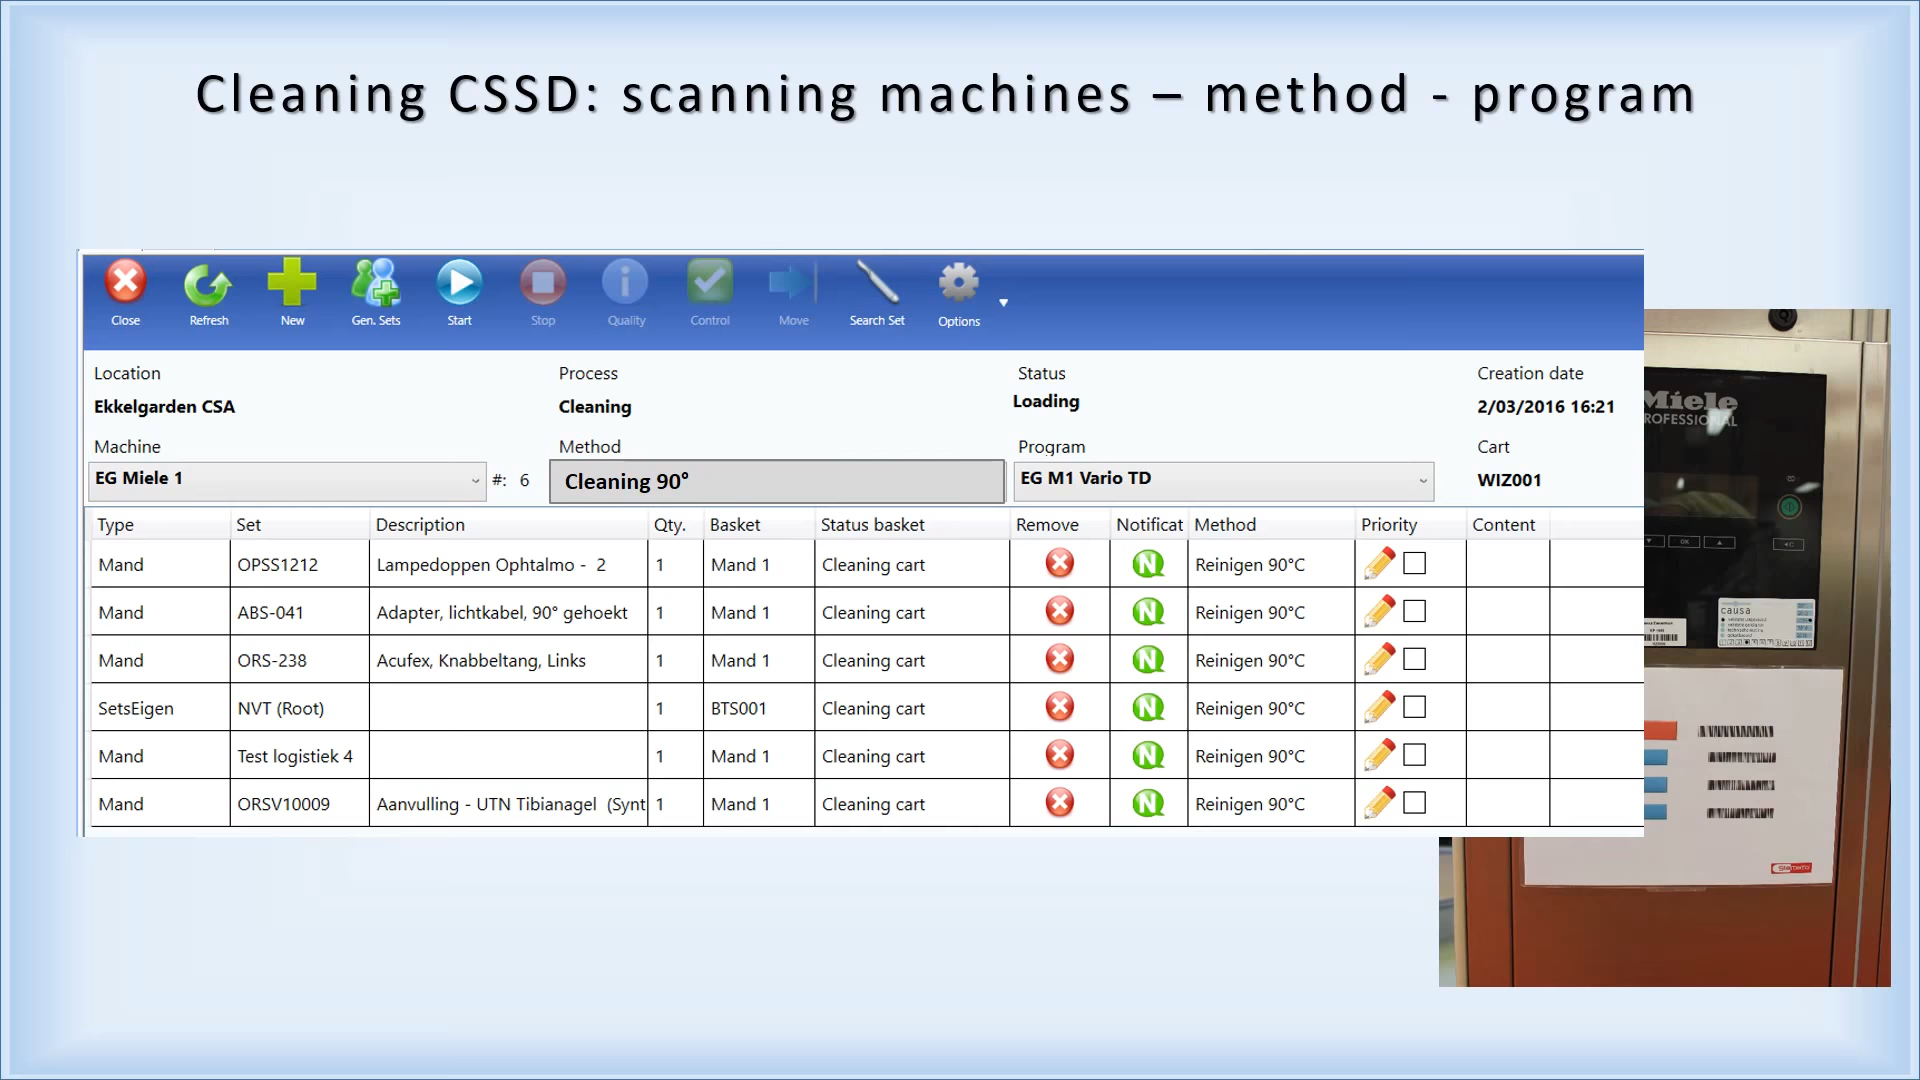 Cleaning CSSD: scanning machines – method - program
Close Refresh New Gen. Sets Start Stop Quality Control Move Search Set Options
Location Process Status Creation date
Ekkelgarden CSA Cleaning Loading 2/03/2016 16:21
Machine Method Program Cart
EG Miele 1 #: 6 Cleaning 90° EG M1 Vario TD WIZ001
Type Set Description Qty. Basket Status basket Remove Notificat Method Priority Content
Mand OPSS1212 Lampedoppen Ophtalmo - 2 1 Mand 1 Cleaning cart N Reinigen 90°C
Mand ABS-041 Adapter, lichtkabel, 90° gehoekt 1 Mand 1 Cleaning cart N Reinigen 90°C
Mand ORS-238 Acufex, Knabbeltang, Links 1 Mand 1 Cleaning cart N Reinigen 90°C
SetsEigen NVT (Root) 1 BTS001 Cleaning cart N Reinigen 90°C
Mand Test logistiek 4 1 Mand 1 Cleaning cart N Reinigen 90°C
Mand ORSV10009 Aanvulling - UTN Tibianagel (Synt 1 Mand 1 Cleaning cart N Reinigen 90°C
Miele
PROFESSIONAL
OK
causa